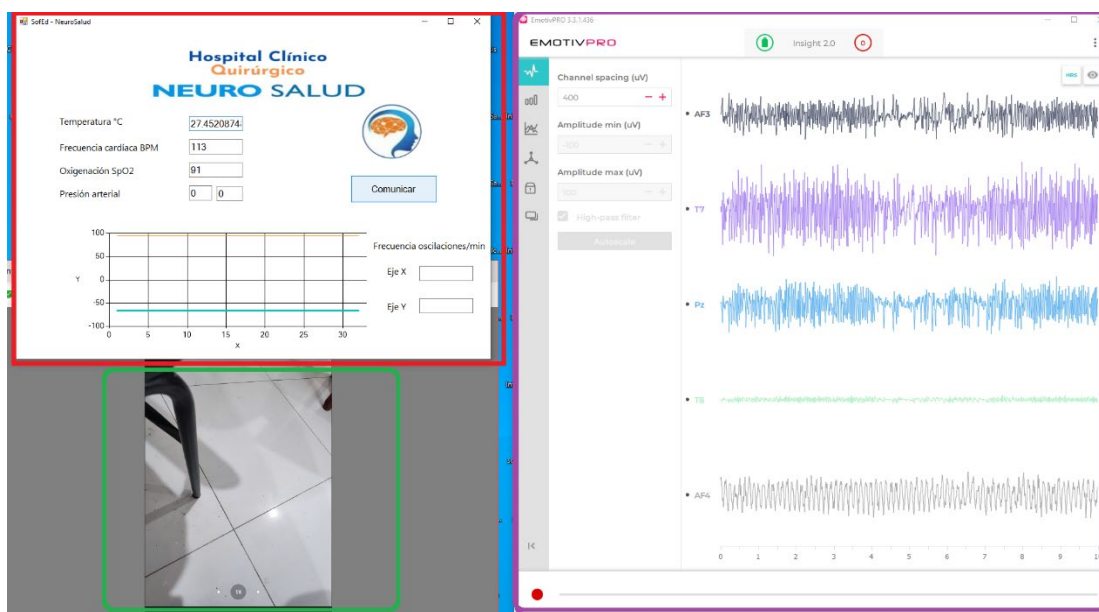 SofEd - NeuroSalud
Hospital Clínico
Quirúrgico
NEURO SALUD
Temperatura °C 27.4520874
Frecuencia cardíaca BPM 113
Oxigenación SpO2 91
Presión arterial 0 0
Comunicar
Frecuencia oscilaciones/min
Eje X
Eje Y
100
50
0
-50
-100
Y
0 5 10 15 20 25 30
X
1X
EmotivPRO 3.3.1.426
EMOTIVPRO
Insight 2.0
0
Channel spacing (uV)
400 - +
Amplitude min (uV)
-100 - +
Amplitude max (uV)
100 - +
High-pass filter
Autoscale
AF3
T7
Pz
T8
AF4
0 1 2 3 4 5 6 7 8 9